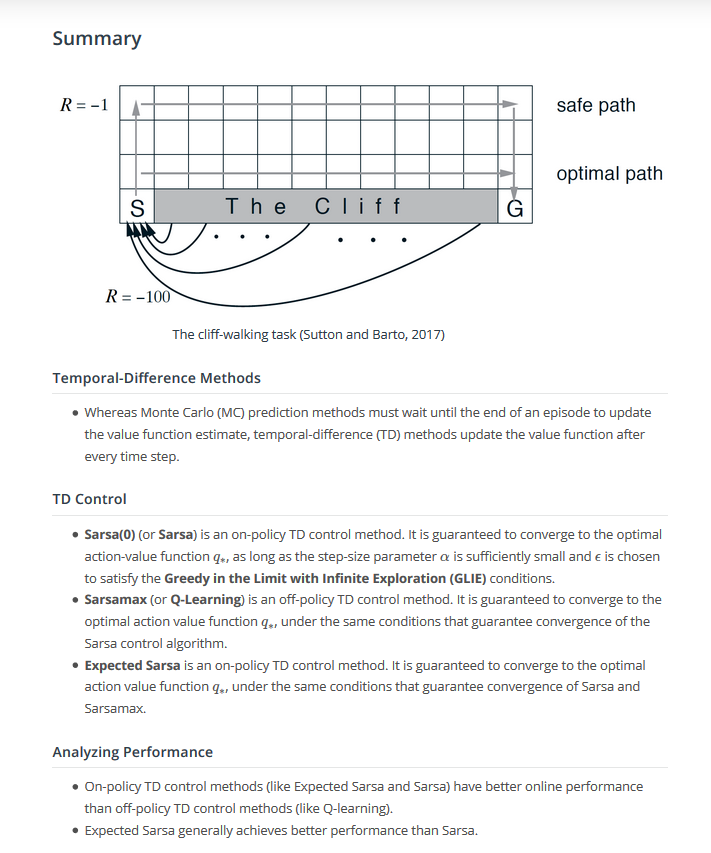 Summary
R = −1
safe path
optimal path
S
The Cliff
G
R = −100
The cliff-walking task (Sutton and Barto, 2017)
Temporal-Difference Methods
• Whereas Monte Carlo (MC) prediction methods must wait until the end of an episode to update
the value function estimate, temporal-difference (TD) methods update the value function after
every time step.
TD Control
• Sarsa(0) (or Sarsa) is an on-policy TD control method. It is guaranteed to converge to the optimal
action-value function q∗, as long as the step-size parameter α is sufficiently small and ϵ is chosen
to satisfy the Greedy in the Limit with Infinite Exploration (GLIE) conditions.
• Sarsamax (or Q-Learning) is an off-policy TD control method. It is guaranteed to converge to the
optimal action value function q∗, under the same conditions that guarantee convergence of the
Sarsa control algorithm.
• Expected Sarsa is an on-policy TD control method. It is guaranteed to converge to the optimal
action value function q∗, under the same conditions that guarantee convergence of Sarsa and
Sarsamax.
Analyzing Performance
• On-policy TD control methods (like Expected Sarsa and Sarsa) have better online performance
than off-policy TD control methods (like Q-learning).
• Expected Sarsa generally achieves better performance than Sarsa.